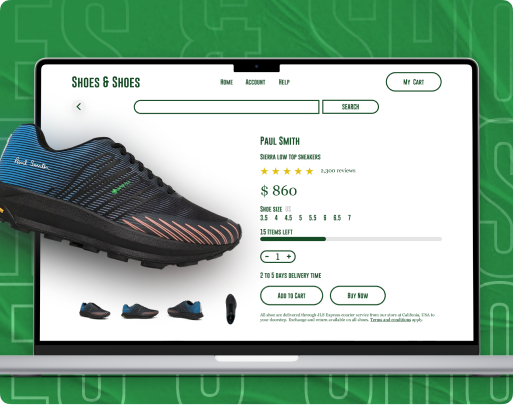 SHOES & SHOES
HOME ACCOUNT HELP
MY CART
SEARCH
Paul Smith
PAUL SMITH
SIERRA LOW TOP SNEAKERS
2,300 reviews
$ 860
SHOE SIZE US
3.5 4 4.5 5 5.5 6 6.5 7
15 ITEMS LEFT
- 1 +
2 TO 5 DAYS DELIVERY TIME
ADD TO CART BUY NOW
All shoes are delivered through JLS Express courier service from our store at California, USA to
your doorstep. Exchange and return available on all shoes. Terms and conditions apply.